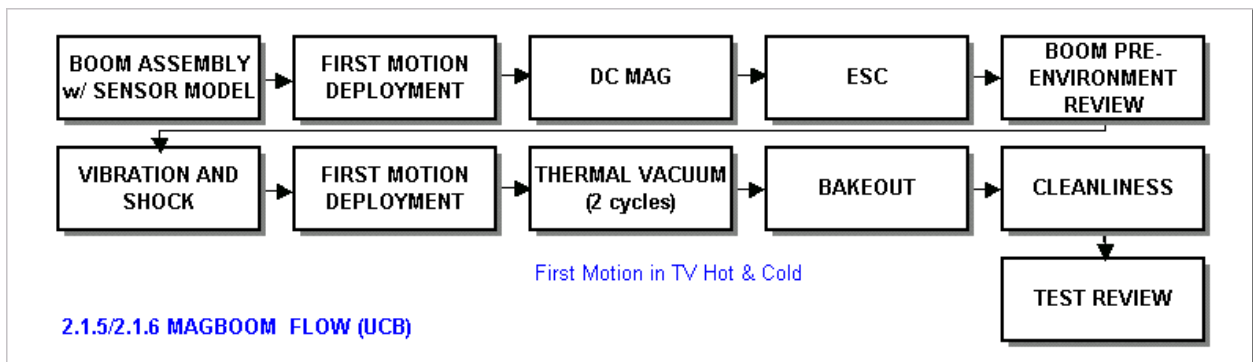 BOOM ASSEMBLY
w/ SENSOR MODEL
FIRST MOTION
DEPLOYMENT
DC MAG
ESC
BOOM PRE-
ENVIRONMENT
REVIEW
VIBRATION AND
SHOCK
FIRST MOTION
DEPLOYMENT
THERMAL VACUUM
(2 cycles)
BAKEOUT
CLEANLINESS
First Motion in TV Hot & Cold
TEST REVIEW
2.1.5/2.1.6 MAGBOOM FLOW (UCB)